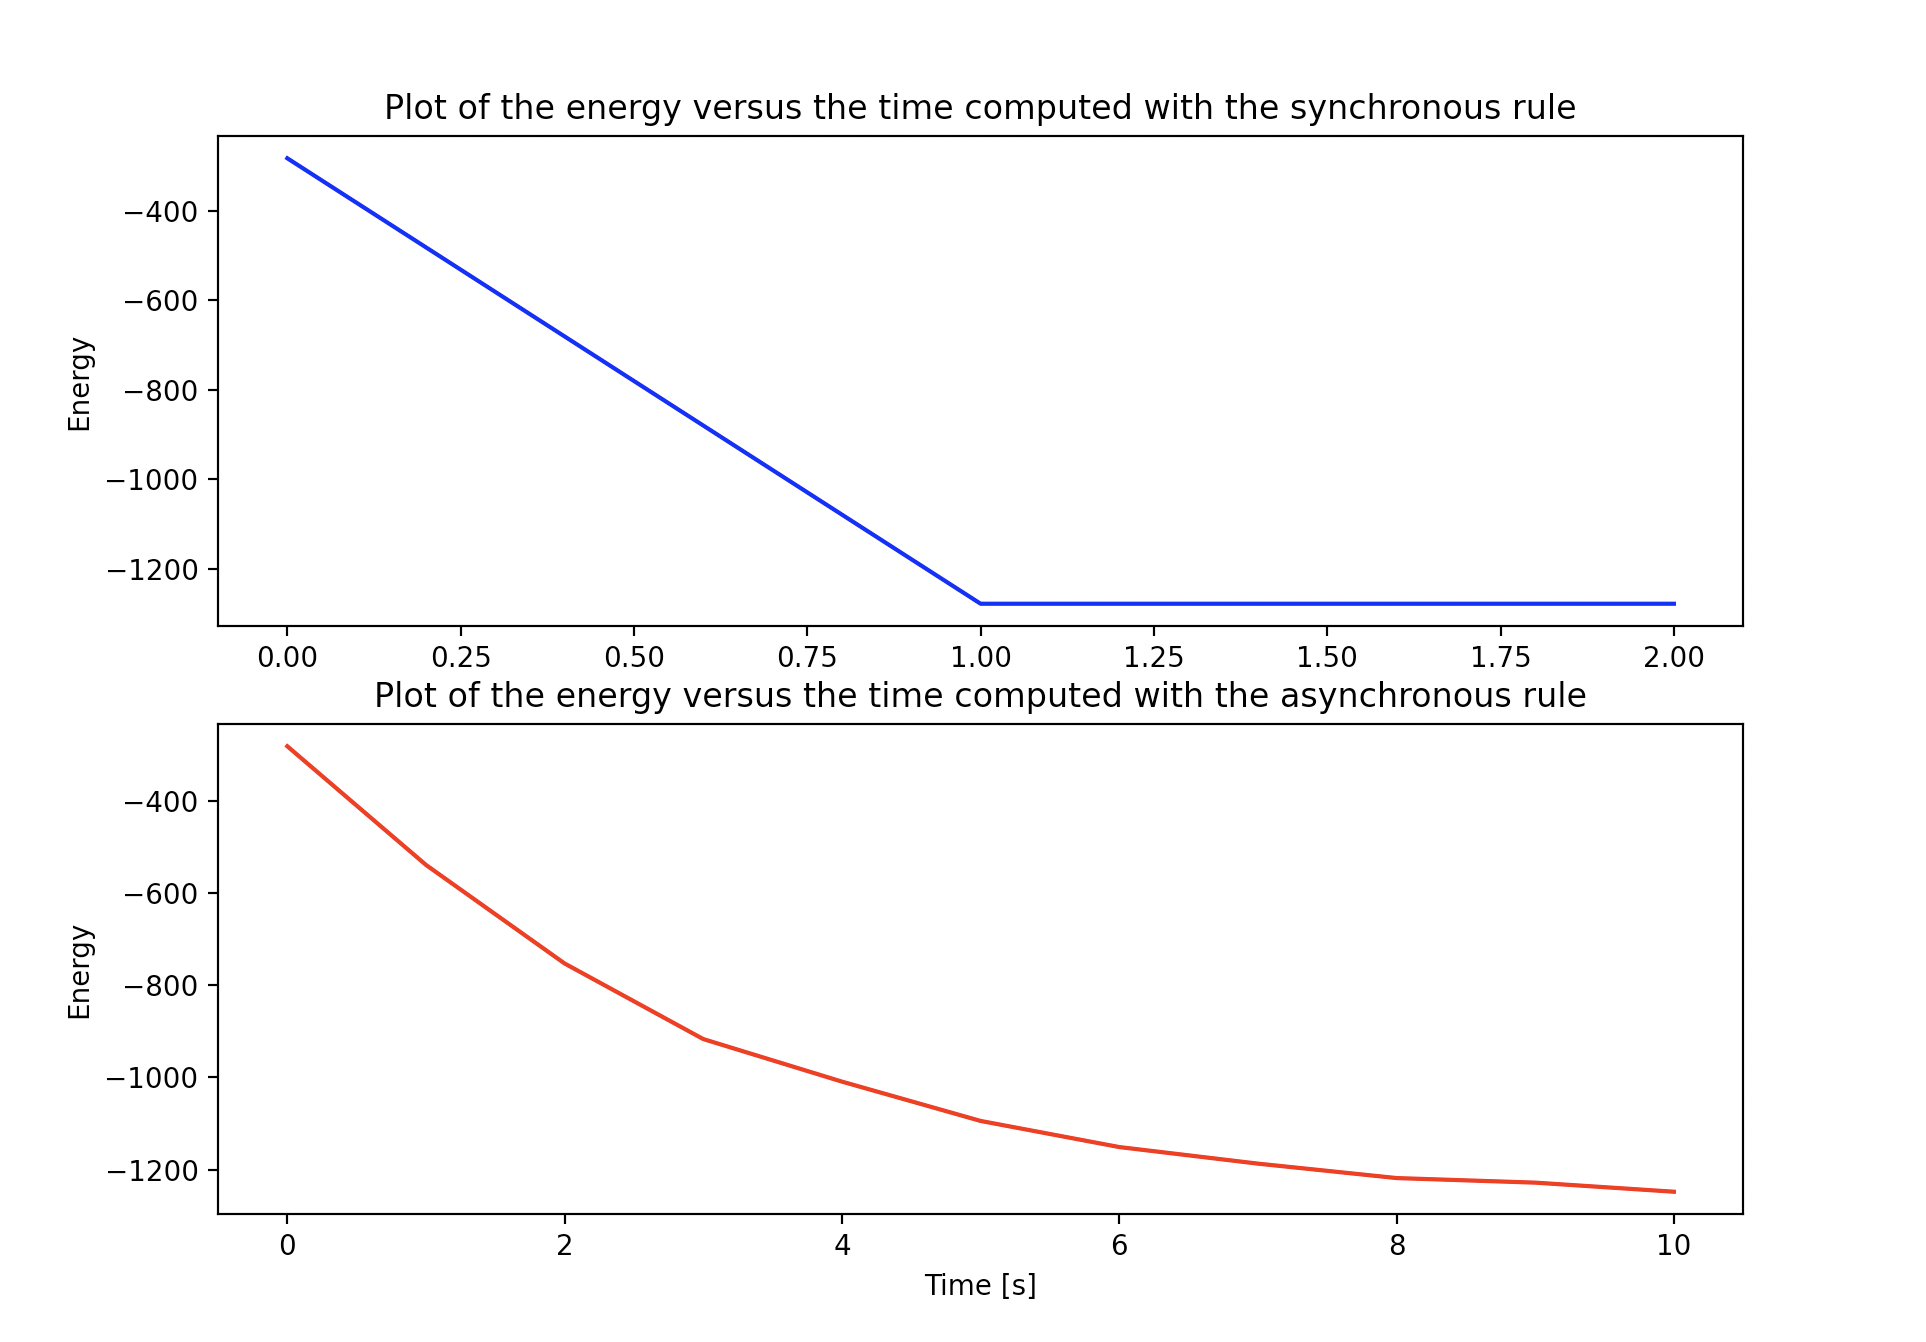 Plot of the energy versus the time computed with the synchronous rule
−400
−600
−800
−1000
−1200
Energy
0.00 0.25 0.50 0.75 1.00 1.25 1.50 1.75 2.00
Plot of the energy versus the time computed with the asynchronous rule
−400
−600
−800
−1000
−1200
Energy
0 2 4 6 8 10
Time [s]